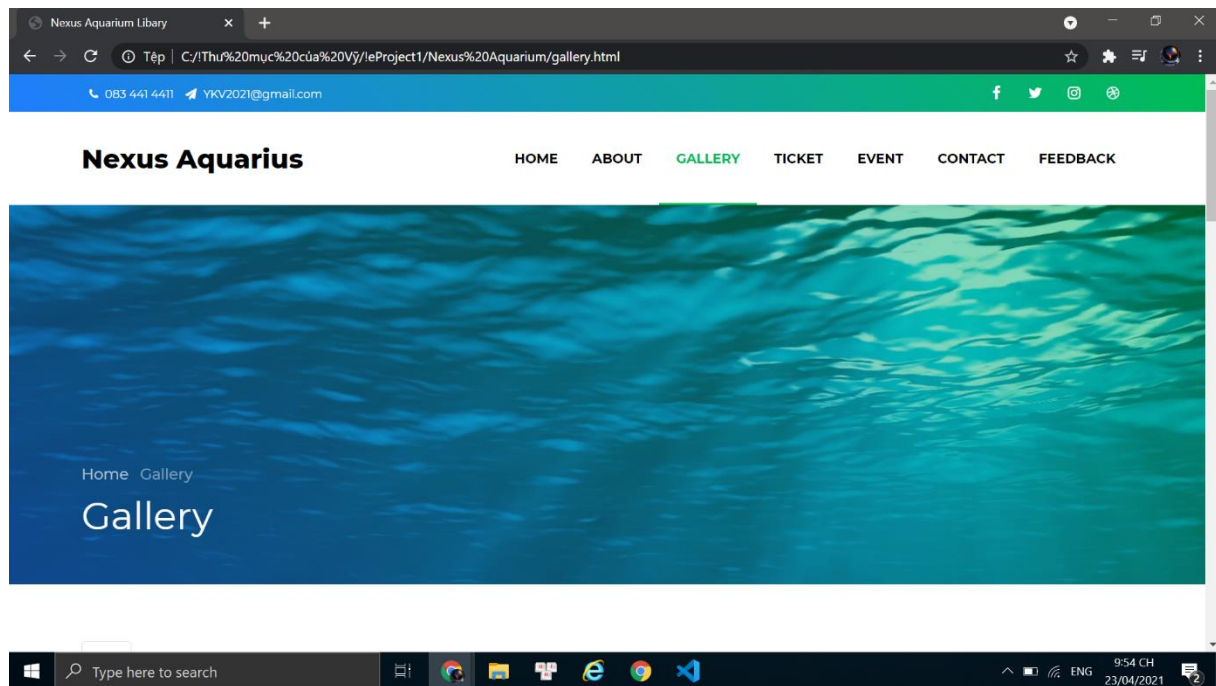 Nexus Aquarium Libary
Tệp | C:/!Thư%20mục%20của%20Vỹ/!eProject1/Nexus%20Aquarium/gallery.html
083 441 4411 YKV2021@gmail.com
Nexus Aquarius
HOME ABOUT GALLERY TICKET EVENT CONTACT FEEDBACK
Home Gallery
Gallery
Type here to search
ENG
9:54 CH
23/04/2021
2